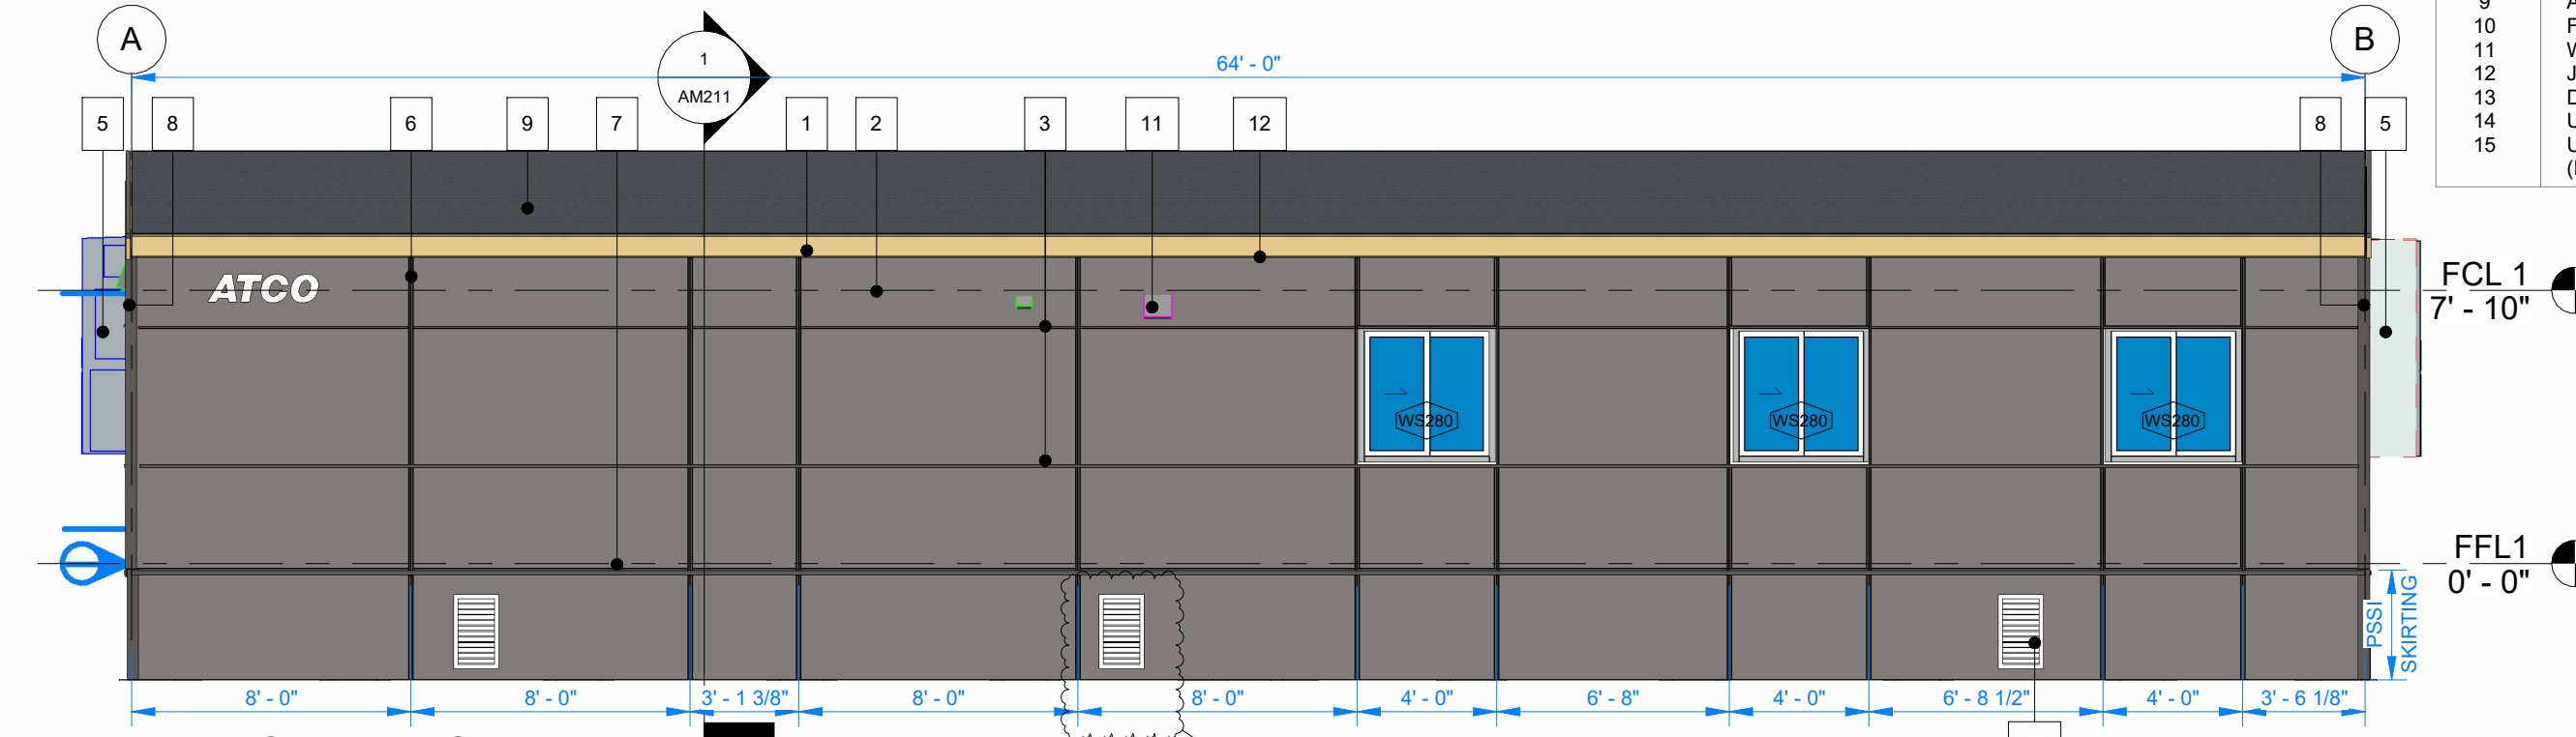 A
B
1
AM211
64' - 0"
9
10
11
12
13
14
15
5
8
6
9
7
1
2
3
11
12
8
5
ATCO
FCL 1
7' - 10"
WS280
WS280
WS280
FFL1
0' - 0"
PSSI
SKIRTING
8' - 0"
8' - 0"
3' - 1 3/8"
8' - 0"
8' - 0"
4' - 0"
6' - 8"
4' - 0"
6' - 8 1/2"
4' - 0"
3' - 6 1/8"